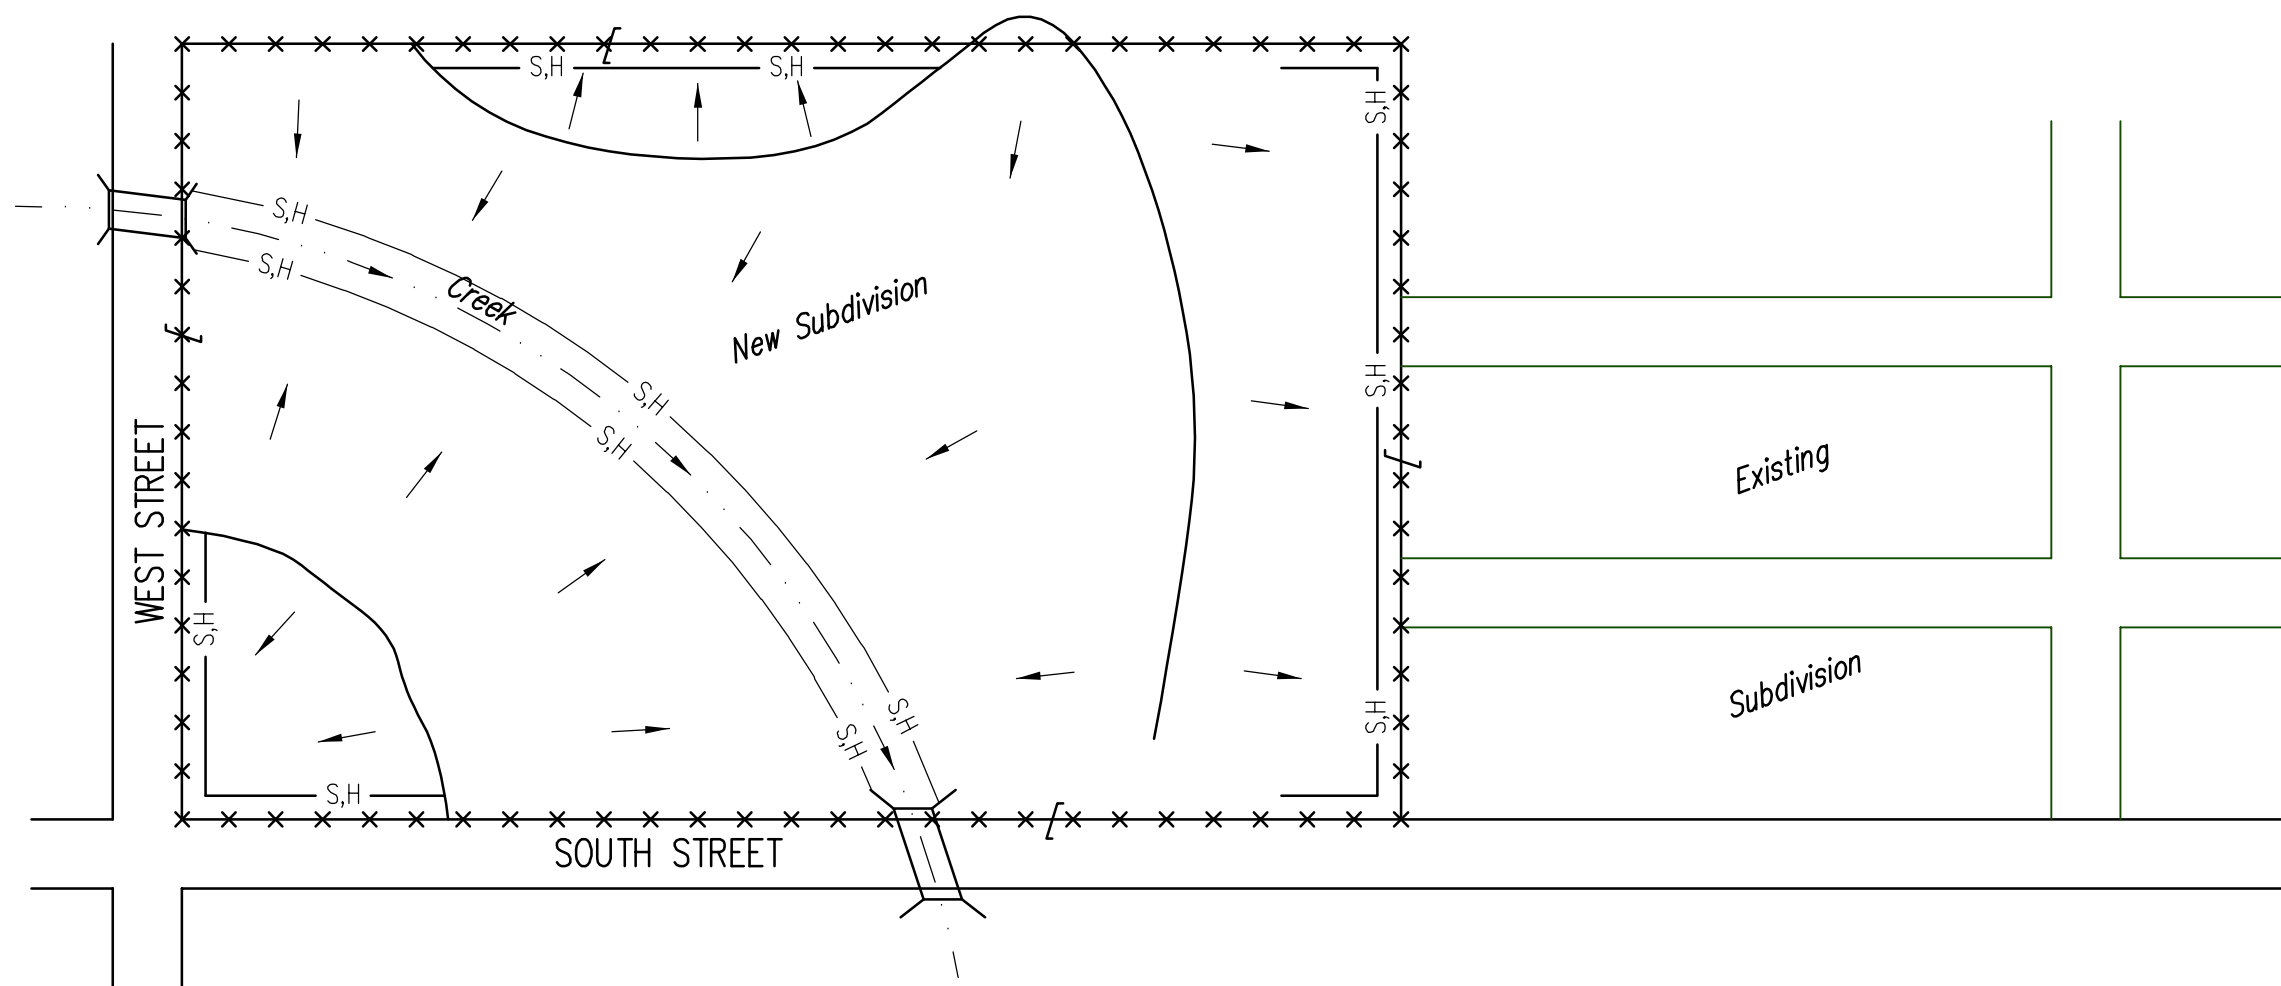 S,H
S,H
S,H
S,H
S,H
Creek
New Subdivision
S,H
S,H
S,H
WEST STREET
Existing
S,H
Subdivision
S,H
S,H
S,H
S,H
SOUTH STREET